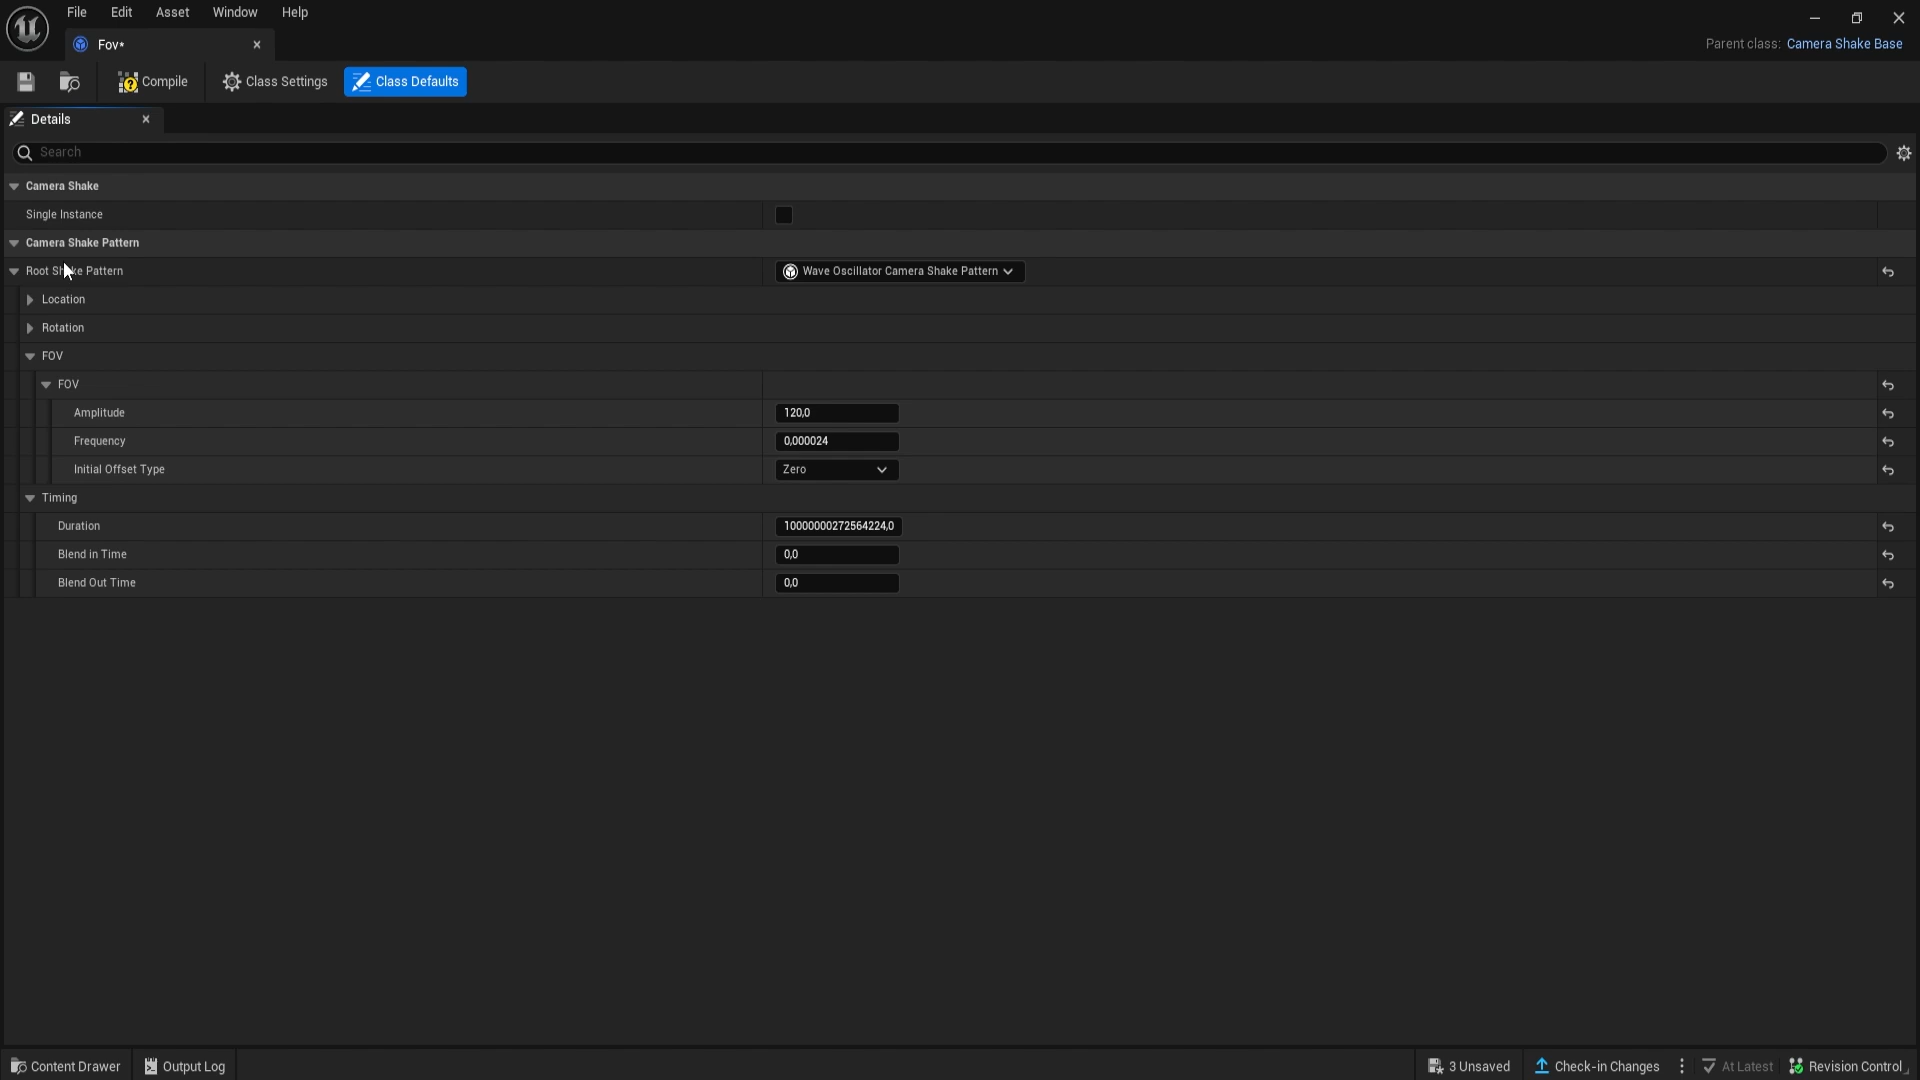 File Edit Asset Window Help
Fov*
Parent class: Camera Shake Base
Compile Class Settings Class Defaults
Details
Search
Camera Shake
Single Instance
Camera Shake Pattern
Root Shake Pattern Wave Oscillator Camera Shake Pattern
Location
Rotation
FOV
FOV
Amplitude 120,0
Frequency 0,000024
Initial Offset Type Zero
Timing
Duration 10000000272564224,0
Blend in Time 0,0
Blend Out Time 0,0
Content Drawer Output Log 3 Unsaved Check-in Changes At Latest Revision Control